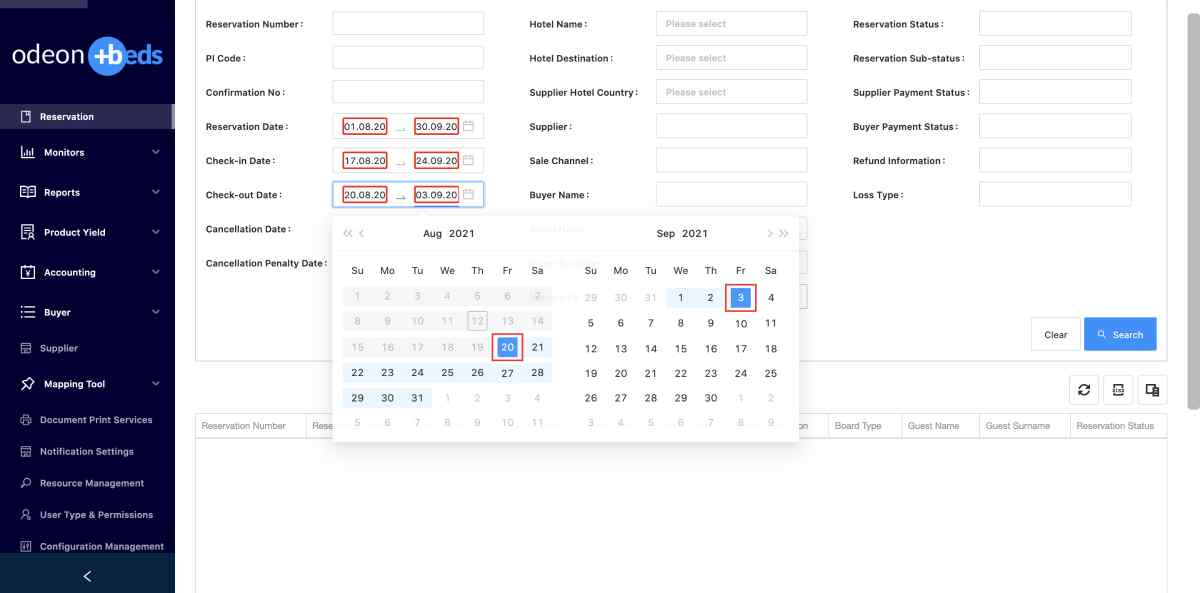 odeon +beds
Reservation
Monitors
Reports
Product Yield
Accounting
Buyer
Supplier
Mapping Tool
Document Print Services
Notification Settings
Resource Management
User Type & Permissions
Configuration Management
Reservation Number :
Hotel Name : Please select
Reservation Status :
PI Code :
Hotel Destination : Please select
Reservation Sub-status :
Confirmation No :
Supplier Hotel Country : Please select
Supplier Payment Status :
Reservation Date : 01.08.20 → 30.09.20
Supplier :
Buyer Payment Status :
Check-in Date : 17.08.20 → 24.09.20
Sale Channel :
Refund Information :
Check-out Date : 20.08.20 → 03.09.20
Buyer Name :
Loss Type :
Cancellation Date :
Cancellation Penalty Date :
Aug 2021
Su Mo Tu We Th Fr Sa
1 2 3 4 5 6 7
8 9 10 11 12 13 14
15 16 17 18 19 20 21
22 23 24 25 26 27 28
29 30 31 1 2 3 4
5 6 7 8 9 10 11
Sep 2021
Su Mo Tu We Th Fr Sa
29 30 31 1 2 3 4
5 6 7 8 9 10 11
12 13 14 15 16 17 18
19 20 21 22 23 24 25
26 27 28 29 30 1 2
3 4 5 6 7 8 9
Clear
Search
Reservation Number
Rese
on
Board Type
Guest Name
Guest Surname
Reservation Status